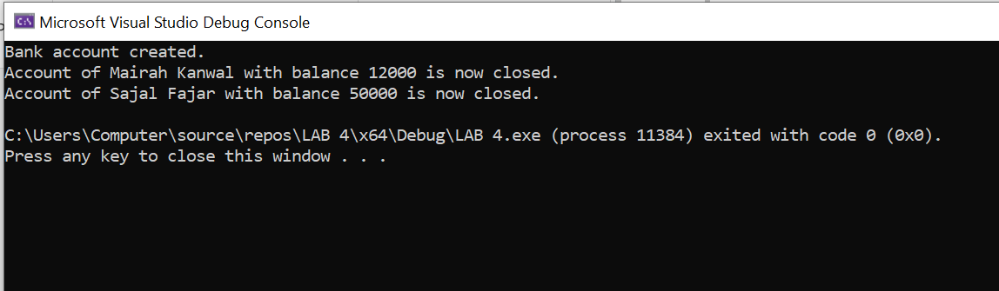 Microsoft Visual Studio Debug Console
Bank account created.
Account of Mairah Kanwal with balance 12000 is now closed.
Account of Sajal Fajar with balance 50000 is now closed.
C:\Users\Computer\source\repos\LAB 4\x64\Debug\LAB 4.exe (process 11384) exited with code 0 (0x0).
Press any key to close this window . . .